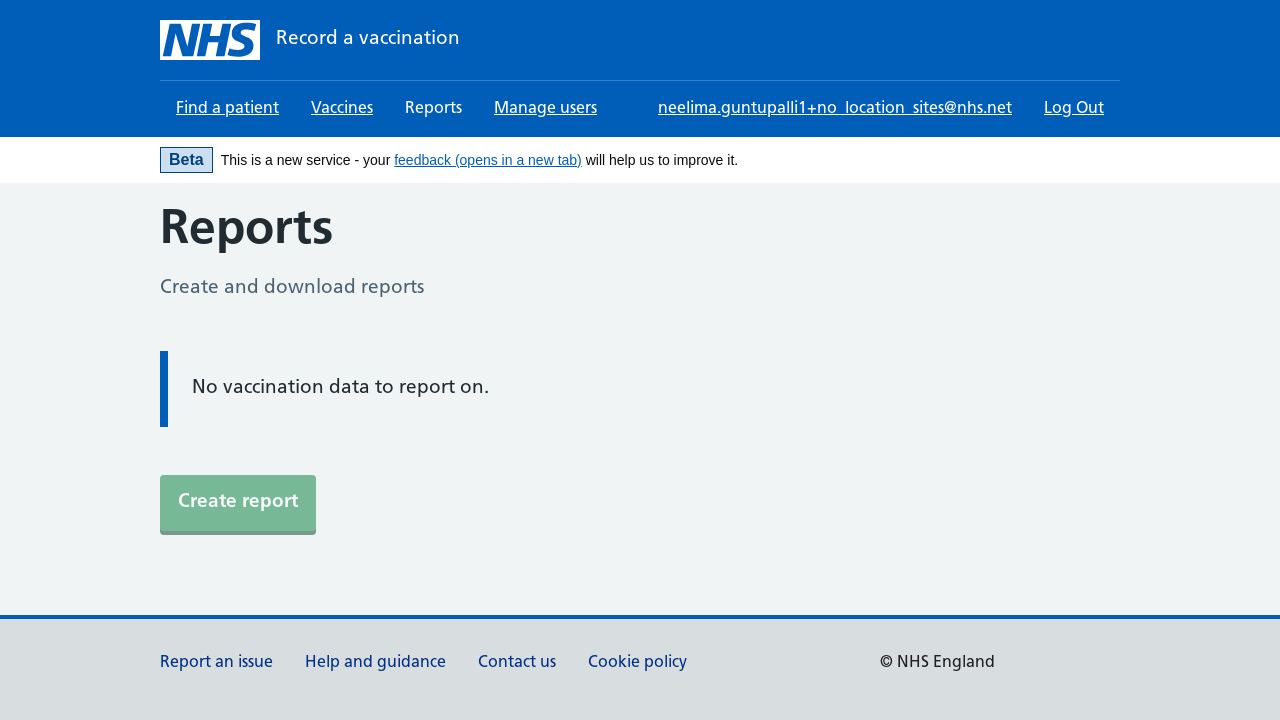 NHS Record a vaccination
Find a patient Vaccines Reports Manage users neelima.guntupalli1+no_location_sites@nhs.net Log Out
Beta This is a new service - your feedback (opens in a new tab) will help us to improve it.
Reports
Create and download reports
No vaccination data to report on.
Create report
Report an issue Help and guidance Contact us Cookie policy © NHS England